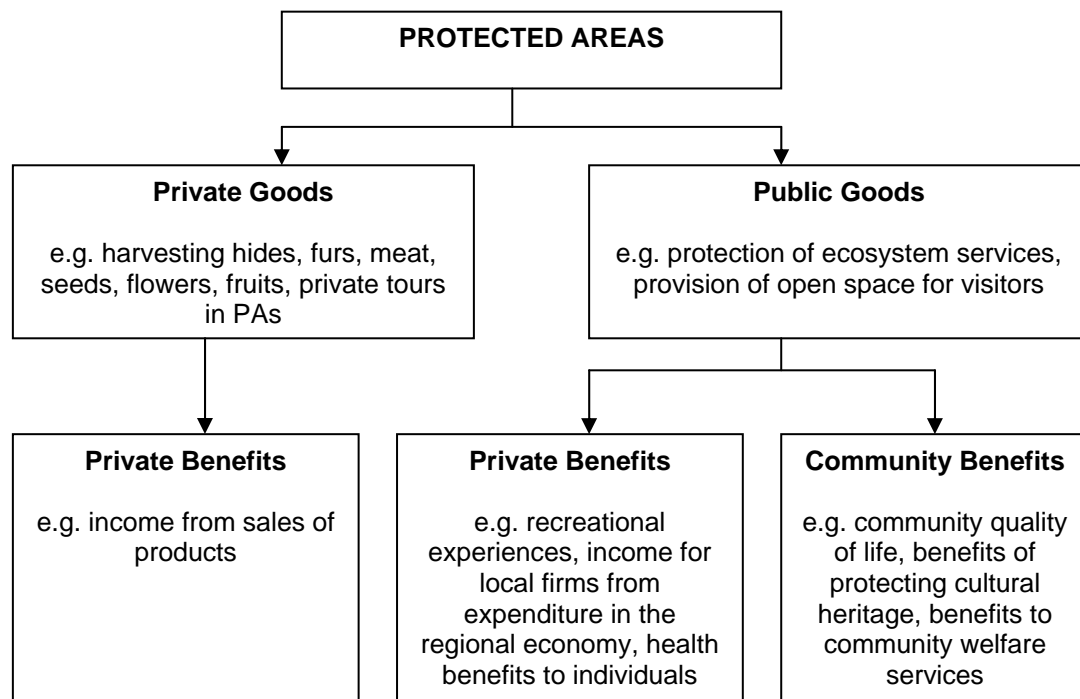 PROTECTED AREAS
Private Goods
e.g. harvesting hides, furs, meat,
seeds, flowers, fruits, private tours
in PAs
Public Goods
e.g. protection of ecosystem services,
provision of open space for visitors
Private Benefits
e.g. income from sales of
products
Private Benefits
e.g. recreational
experiences, income for
local firms from
expenditure in the
regional economy, health
benefits to individuals
Community Benefits
e.g. community quality
of life, benefits of
protecting cultural
heritage, benefits to
community welfare
services